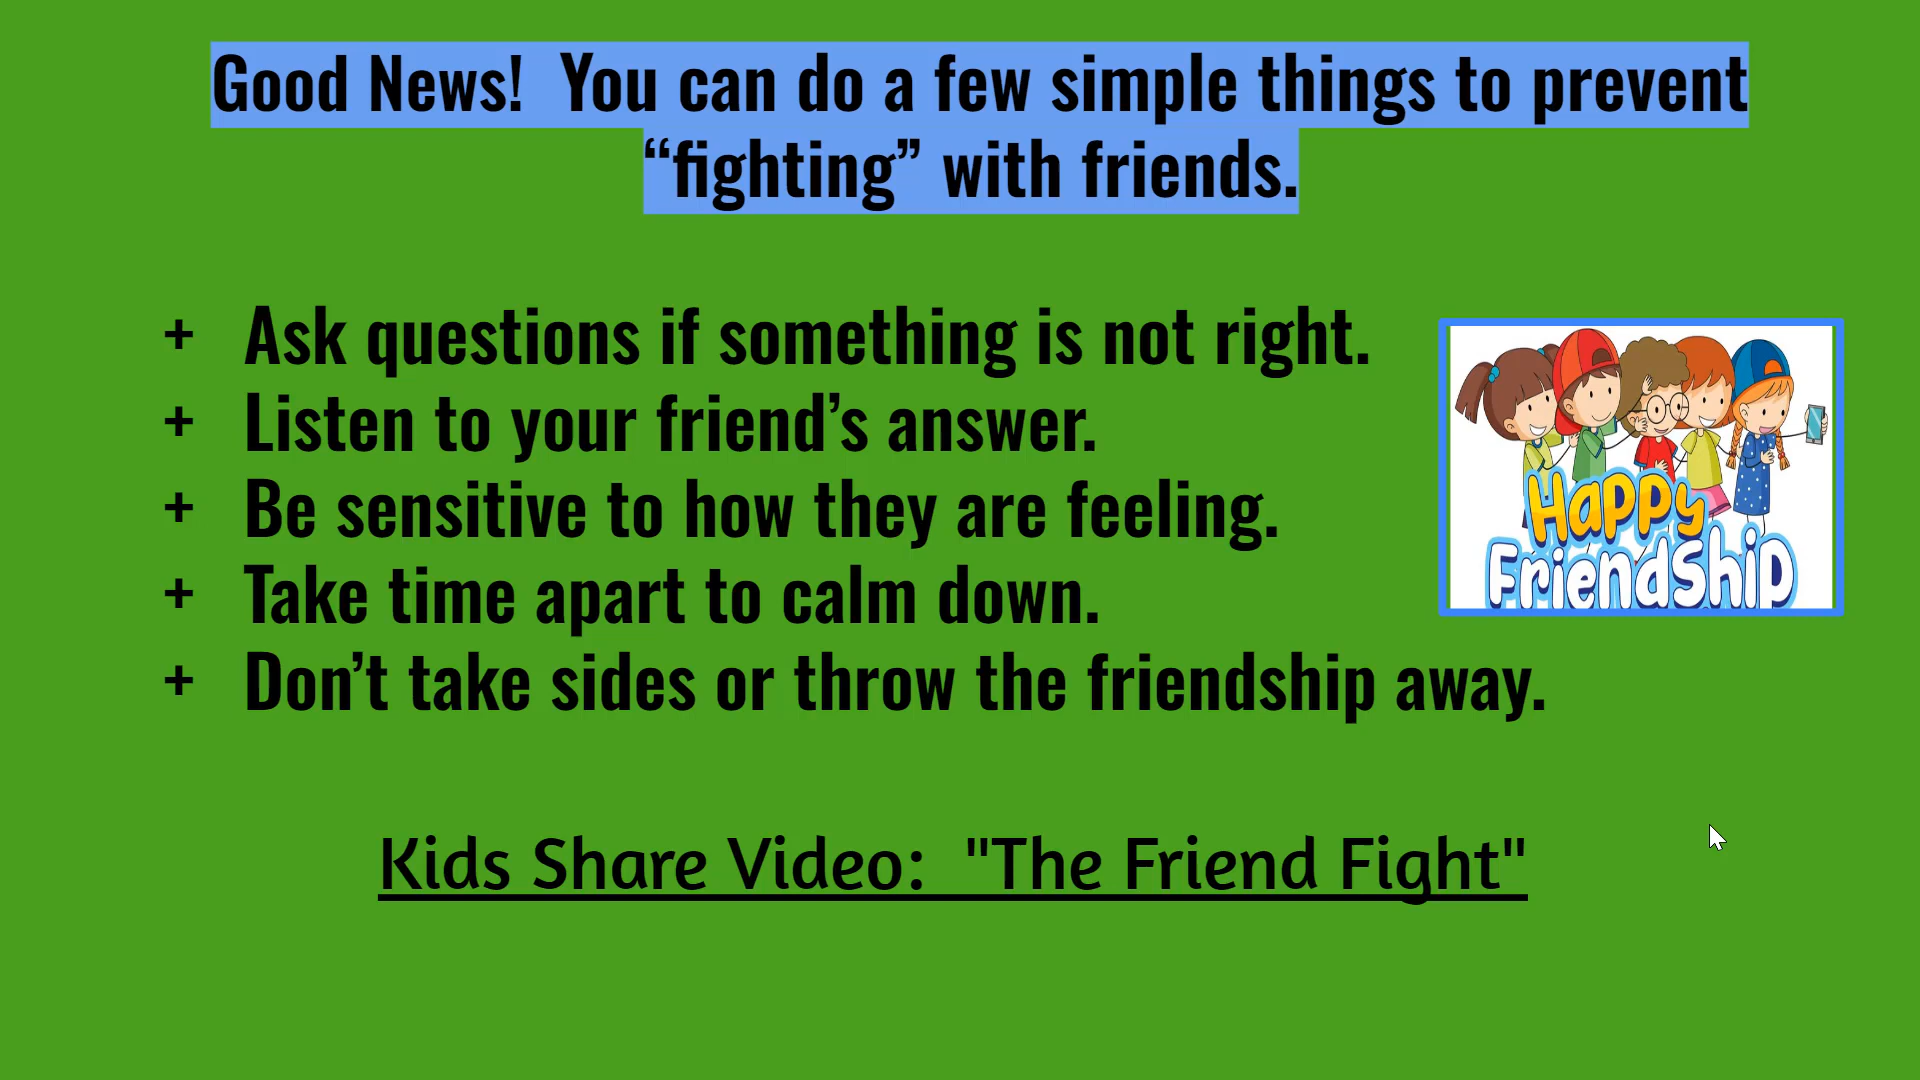 Good News!  You can do a few simple things to prevent
“fighting” with friends.
+ Ask questions if something is not right.
+ Listen to your friend’s answer.
+ Be sensitive to how they are feeling.
+ Take time apart to calm down.
+ Don’t take sides or throw the friendship away.
Happy
Friendship
Kids Share Video:  "The Friend Fight"